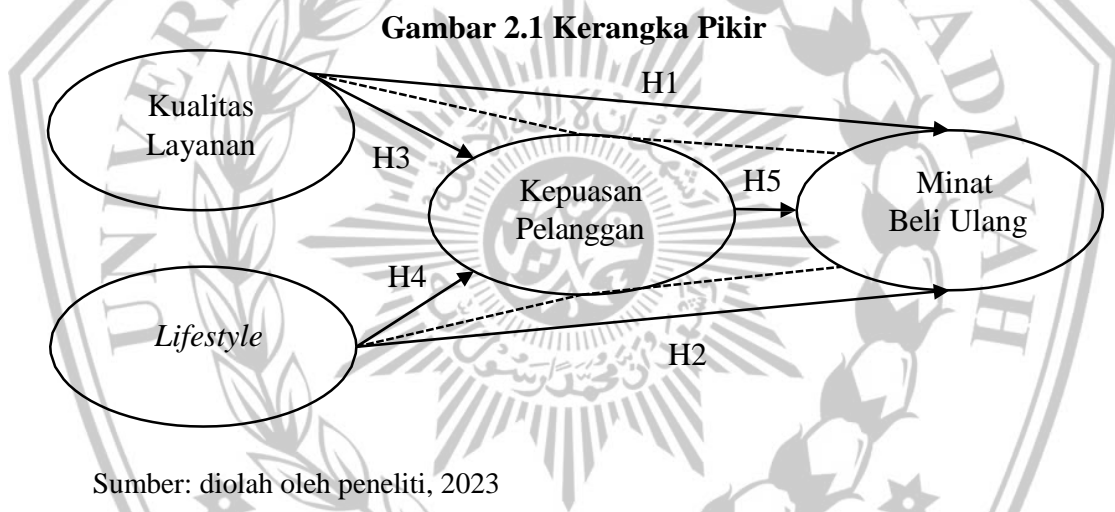 Gambar 2.1 Kerangka Pikir
Kualitas
Layanan
H1
H3
Kepuasan
Pelanggan
H5
Minat
Beli Ulang
H4
Lifestyle
H2
Sumber: diolah oleh peneliti, 2023